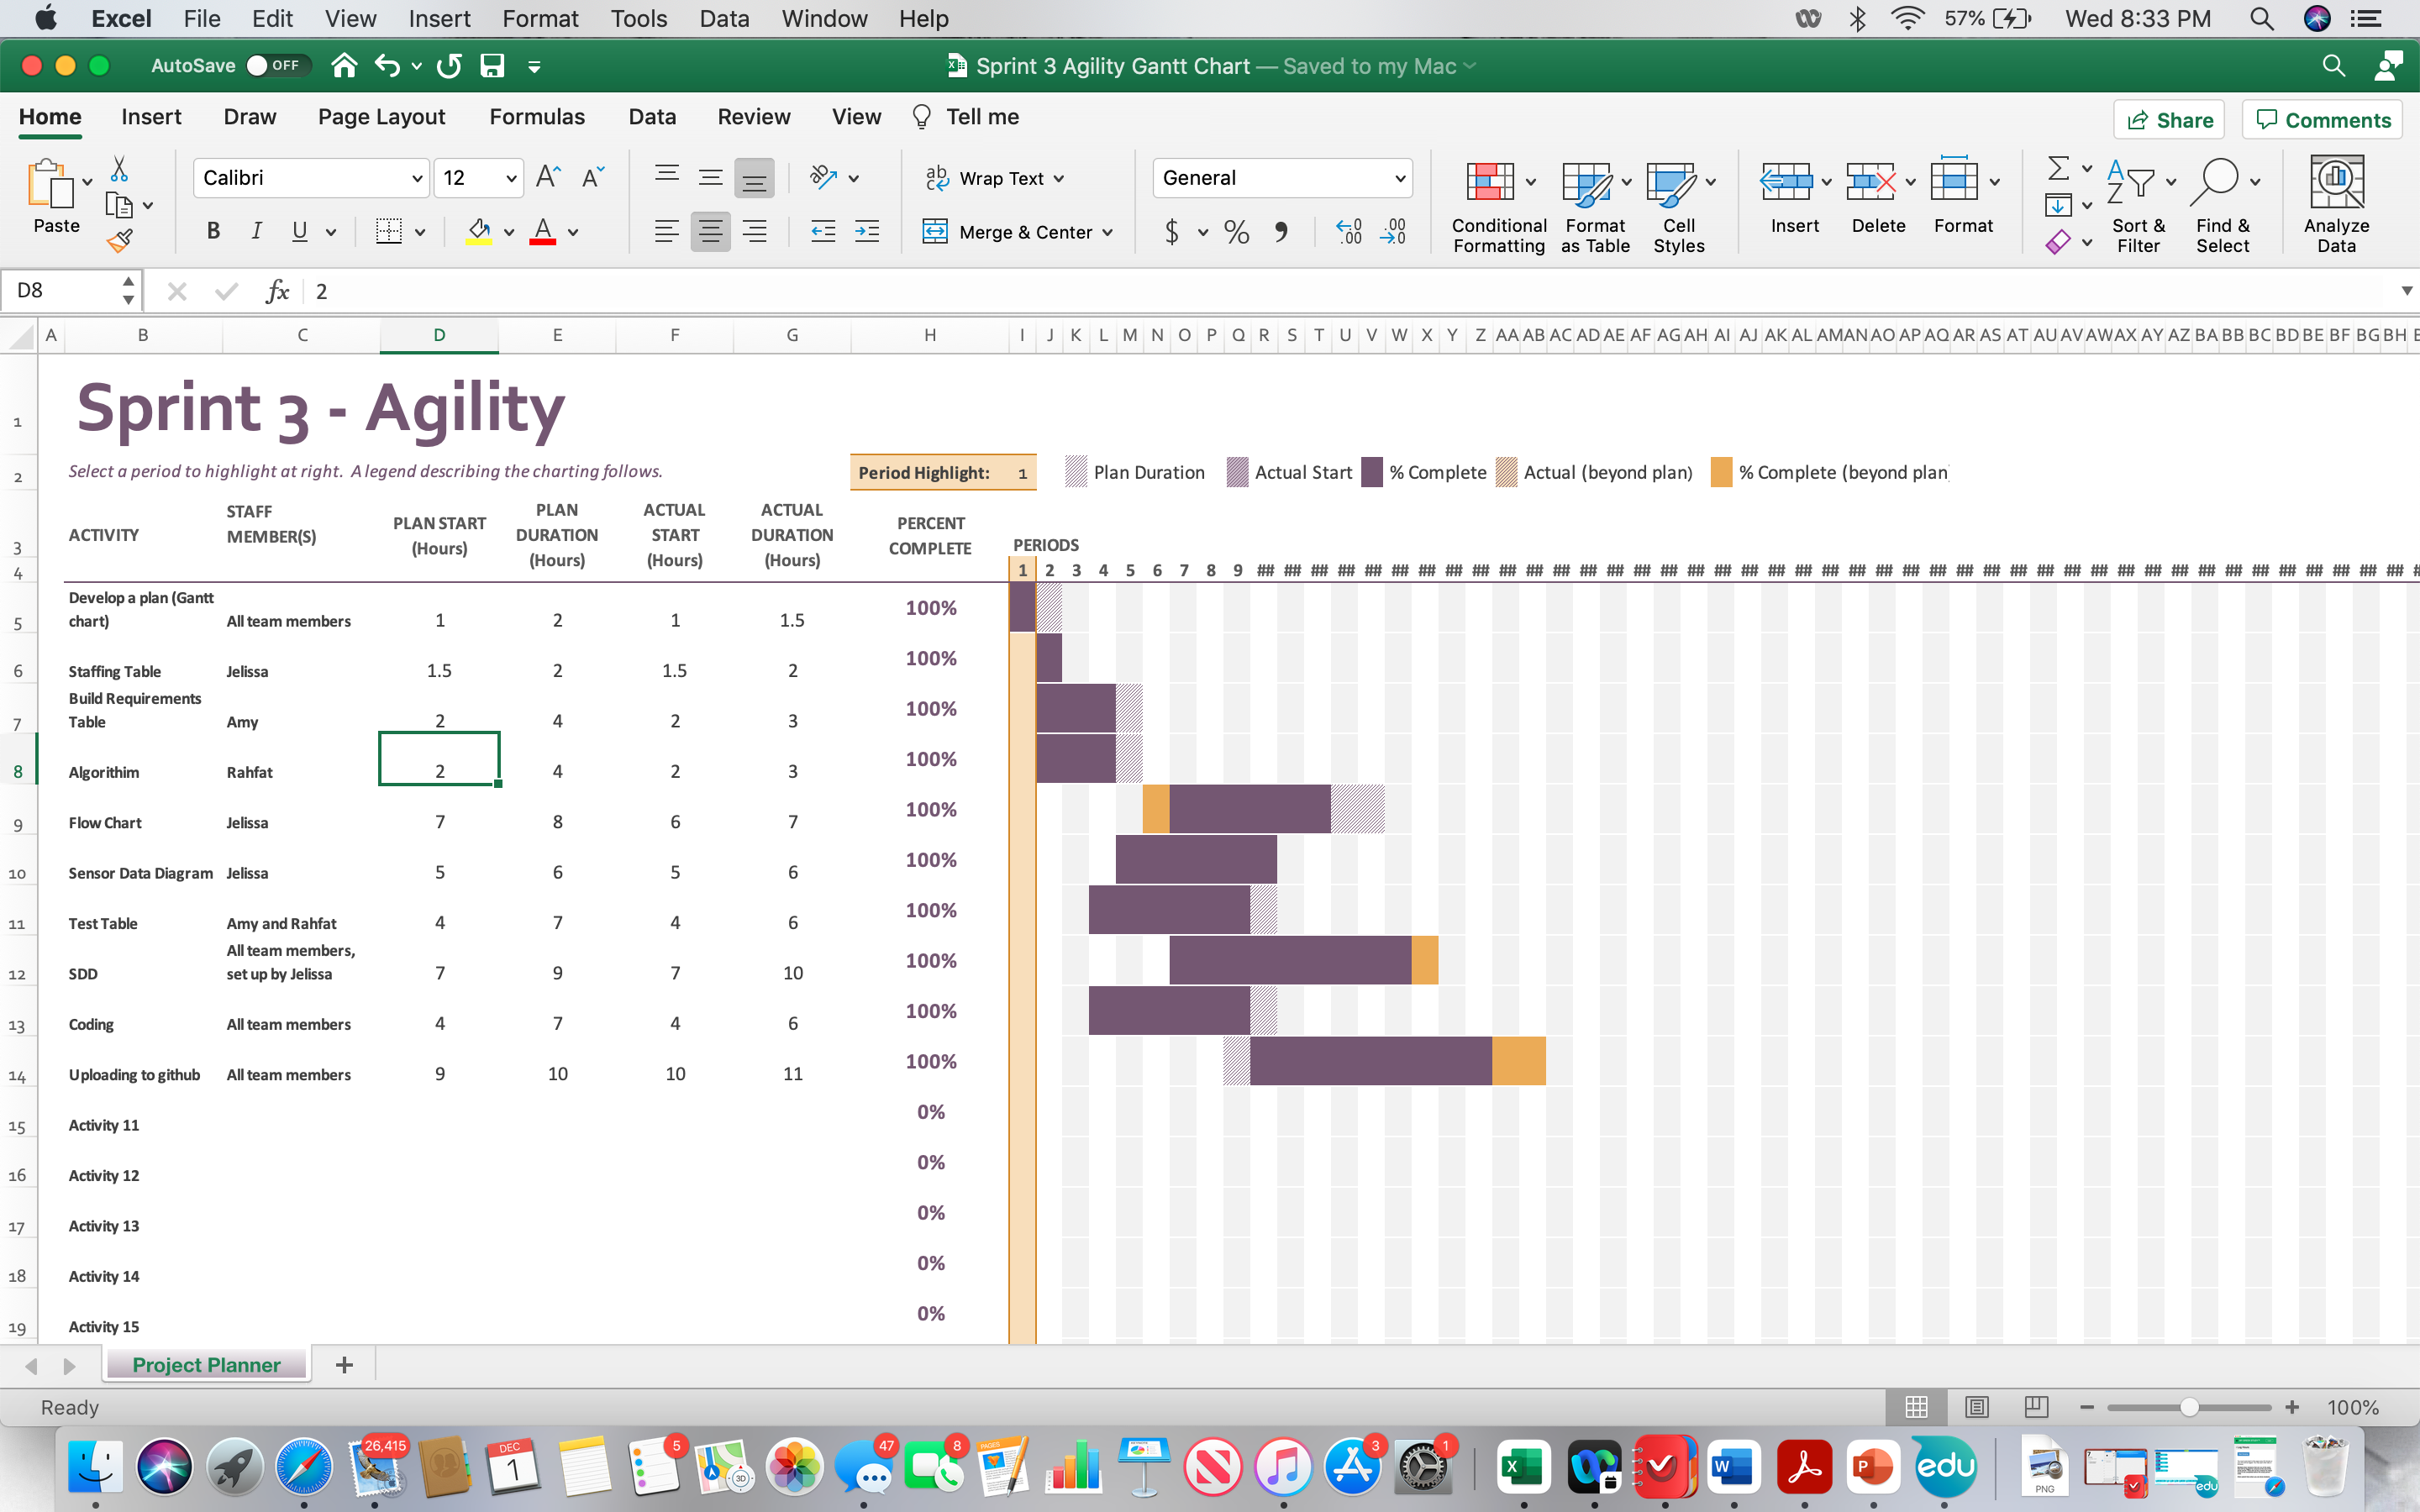 Excel File Edit View Insert Format Tools Data Window Help 57% Wed 8:33 PM
AutoSave OFF Sprint 3 Agility Gantt Chart — Saved to my Mac
Home Insert Draw Page Layout Formulas Data Review View Tell me Share Comments
Paste Calibri 12 Wrap Text General Conditional Formatting Format as Table Cell Styles Insert Delete Format Sort & Filter Find & Select Analyze Data
B I U A Merge & Center $ % 
D8 fx 2
A B C D E F G H I J K L M N O P Q R S T U V W X Y Z AA AB AC AD AE AF AG AH AI AJ AK AL AM AN AO AP AQ AR AS AT AU AV AW AX AY AZ BA BB BC BD BE BF BG BH
1 Sprint 3 - Agility
2 Select a period to highlight at right. A legend describing the charting follows. Period Highlight: 1 Plan Duration Actual Start % Complete Actual (beyond plan) % Complete (beyond plan)
3 ACTIVITY STAFF MEMBER(S) PLAN START (Hours) PLAN DURATION (Hours) ACTUAL START (Hours) ACTUAL DURATION (Hours) PERCENT COMPLETE PERIODS
4 1 2 3 4 5 6 7 8 9 ## ## ## ## ## ## ## ## ## ## ## ## ## ## ## ## ## ## ## ## ## ## ## ## ## ## ## ## ## ## ## ## ## ## ## ## ## ## ##
5 Develop a plan (Gantt chart) All team members 1 2 1 1.5 100%
6 Staffing Table Jelissa 1.5 2 1.5 2 100%
7 Build Requirements Table Amy 2 4 2 3 100%
8 Algorithim Rahfat 2 4 2 3 100%
9 Flow Chart Jelissa 7 8 6 7 100%
10 Sensor Data Diagram Jelissa 5 6 5 6 100%
11 Test Table Amy and Rahfat 4 7 4 6 100%
12 SDD All team members, set up by Jelissa 7 9 7 10 100%
13 Coding All team members 4 7 4 6 100%
14 Uploading to github All team members 9 10 10 11 100%
15 Activity 11 0%
16 Activity 12 0%
17 Activity 13 0%
18 Activity 14 0%
19 Activity 15 0%
Project Planner +
Ready 100%
26,415 DEC 1 5 3D 47 8 PAGES 3 1 X W P edu PNG edu